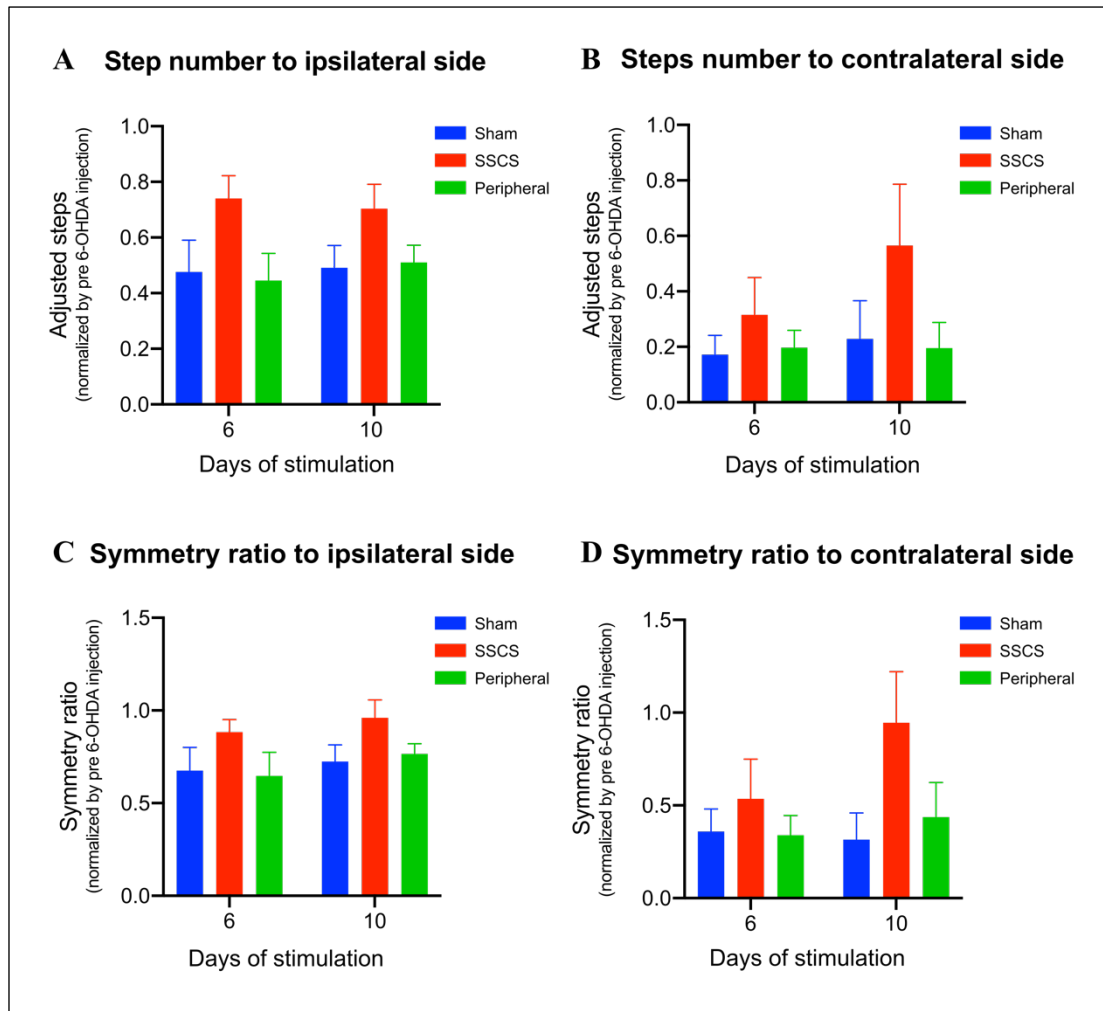 A Step number to ipsilateral side
Adjusted steps
(normalized by pre 6-OHDA injection)
1.0
0.8
0.6
0.4
0.2
0.0
6
10
Days of stimulation
Sham
SSCS
Peripheral
B Steps number to contralateral side
Adjusted steps
(normalized by pre 6-OHDA injection)
1.0
0.8
0.6
0.4
0.2
0.0
6
10
Days of stimulation
Sham
SSCS
Peripheral
C Symmetry ratio to ipsilateral side
Symmetry ratio
(normalized by pre 6-OHDA injection)
1.5
1.0
0.5
0.0
6
10
Days of stimulation
Sham
SSCS
Peripheral
D Symmetry ratio to contralateral side
Symmetry ratio
(normalized by pre 6-OHDA injection)
1.5
1.0
0.5
0.0
6
10
Days of stimulation
Sham
SSCS
Peripheral